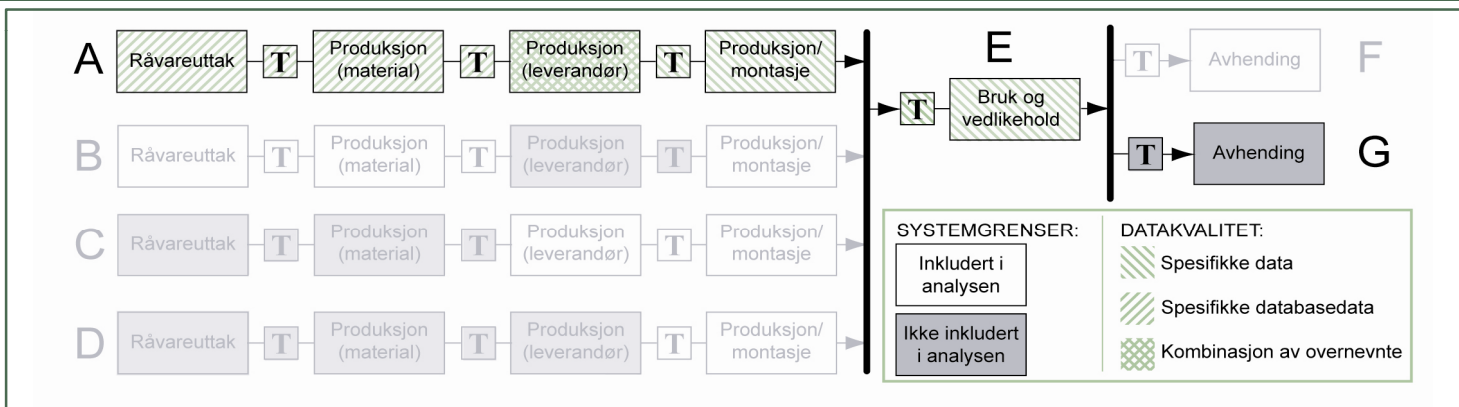 A
Råvareuttak
T
Produksjon
(material)
T
Produksjon
(leverandør)
T
Produksjon/
montasje
B
Råvareuttak
T
Produksjon
(material)
T
Produksjon
(leverandør)
T
Produksjon/
montasje
C
Råvareuttak
T
Produksjon
(material)
T
Produksjon
(leverandør)
T
Produksjon/
montasje
D
Råvareuttak
T
Produksjon
(material)
T
Produksjon
(leverandør)
T
Produksjon/
montasje
E
T
Bruk og
vedlikehold
T
Avhending
F
T
Avhending
G
SYSTEMGRENSER:
Inkludert i
analysen
Ikke inkludert
i analysen
DATAKVALITET:
Spesifikke data
Spesifikke databasedata
Kombinasjon av overnevnte